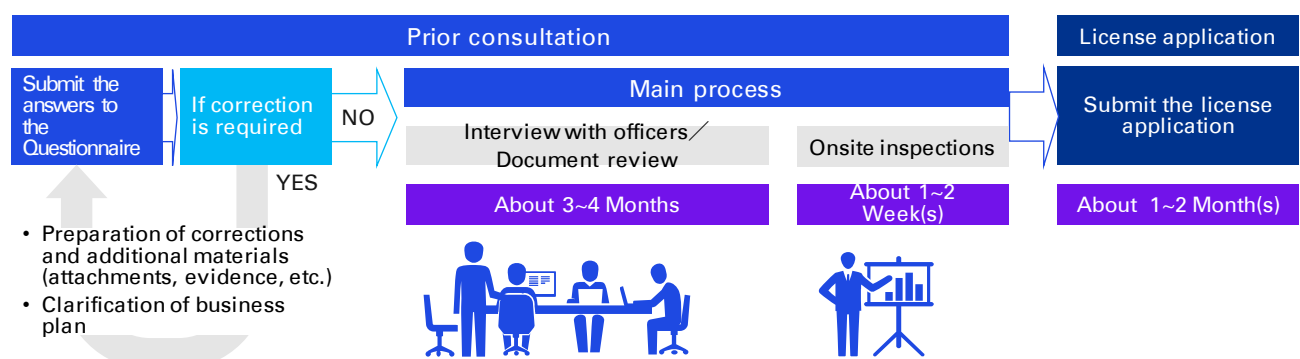 Prior consultation
License application
Submit the
answers to
the
Questionnaire
If correction
is required
NO
YES
Main process
Interview with officers／
Document review
Onsite inspections
Submit the license
application
About 3~4 Months
About 1~2
Week(s)
About 1~2 Month(s)
• Preparation of corrections
and additional materials
(attachments, evidence, etc.)
• Clarification of business
plan